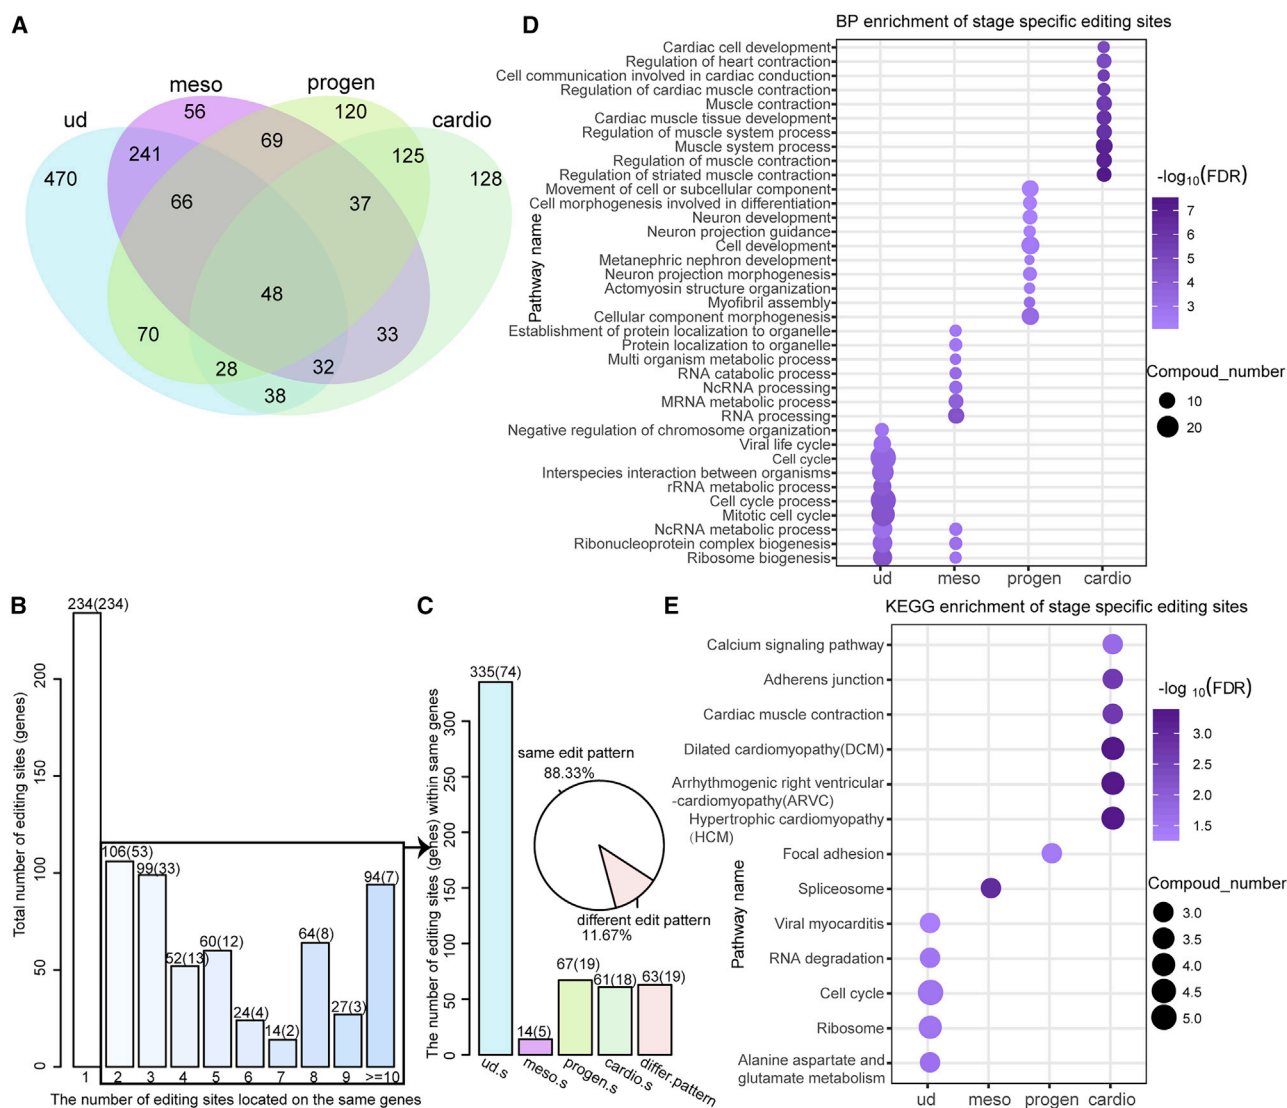 A
meso
progen
ud
cardio
56
120
69
241
125
470
128
66
37
48
70
33
28
32
38
D
BP enrichment of stage specific editing sites
Pathway name
Cardiac cell development
Regulation of heart contraction
Cell communication involved in cardiac conduction
Regulation of cardiac muscle contraction
Muscle contraction
Cardiac muscle tissue development
Regulation of muscle system process
Muscle system process
Regulation of muscle contraction
Regulation of striated muscle contraction
Movement of cell or subcellular component
Cell morphogenesis involved in differentiation
Neuron development
Neuron projection guidance
Cell development
Metanephric nephron development
Neuron projection morphogenesis
Actomyosin structure organization
Myofibril assembly
Cellular component morphogenesis
Establishment of protein localization to organelle
Protein localization to organelle
Multi organism metabolic process
RNA catabolic process
NcRNA processing
MRNA metabolic process
RNA processing
Negative regulation of chromosome organization
Viral life cycle
Cell cycle
Interspecies interaction between organisms
rRNA metabolic process
Cell cycle process
Mitotic cell cycle
NcRNA metabolic process
Ribonucleoprotein complex biogenesis
Ribosome biogenesis
ud meso progen cardio
-log10(FDR)
7
6
5
4
3
Compoud_number
10
20
B
Total number of editing sites (genes)
200
150
100
50
0
234(234)
106(53)
99(33)
52(13)
60(12)
24(4)
14(2)
64(8)
27(3)
94(7)
1 2 3 4 5 6 7 8 9 >=10
The number of editing sites located on the same genes
C
The number of editing sites (genes) within same genes
300
250
200
150
100
50
0
335(74)
14(5)
67(19)
61(18)
63(19)
ud.s
meso.s
progen.s
cardio.s
differ.pattern
same edit pattern
88.33%
different edit pattern
11.67%
E
KEGG enrichment of stage specific editing sites
Pathway name
Calcium signaling pathway
Adherens junction
Cardiac muscle contraction
Dilated cardiomyopathy(DCM)
Arrhythmogenic right ventricular
-cardiomyopathy(ARVC)
Hypertrophic cardiomyopathy
(HCM)
Focal adhesion
Spliceosome
Viral myocarditis
RNA degradation
Cell cycle
Ribosome
Alanine aspartate and
glutamate metabolism
ud meso progen cardio
-log 10(FDR)
3.0
2.5
2.0
1.5
Compoud_number
3.0
3.5
4.0
4.5
5.0